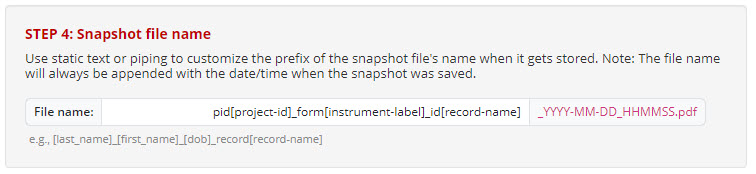 STEP 4: Snapshot file name
Use static text or piping to customize the prefix of the snapshot file's name when it gets stored. Note: The file name
will always be appended with the date/time when the snapshot was saved.
File name: pid[project-id]_form[instrument-label]_id[record-name] _YYYY-MM-DD_HHMMSS.pdf
e.g., [last_name]_[first_name]_[dob]_record[record-name]